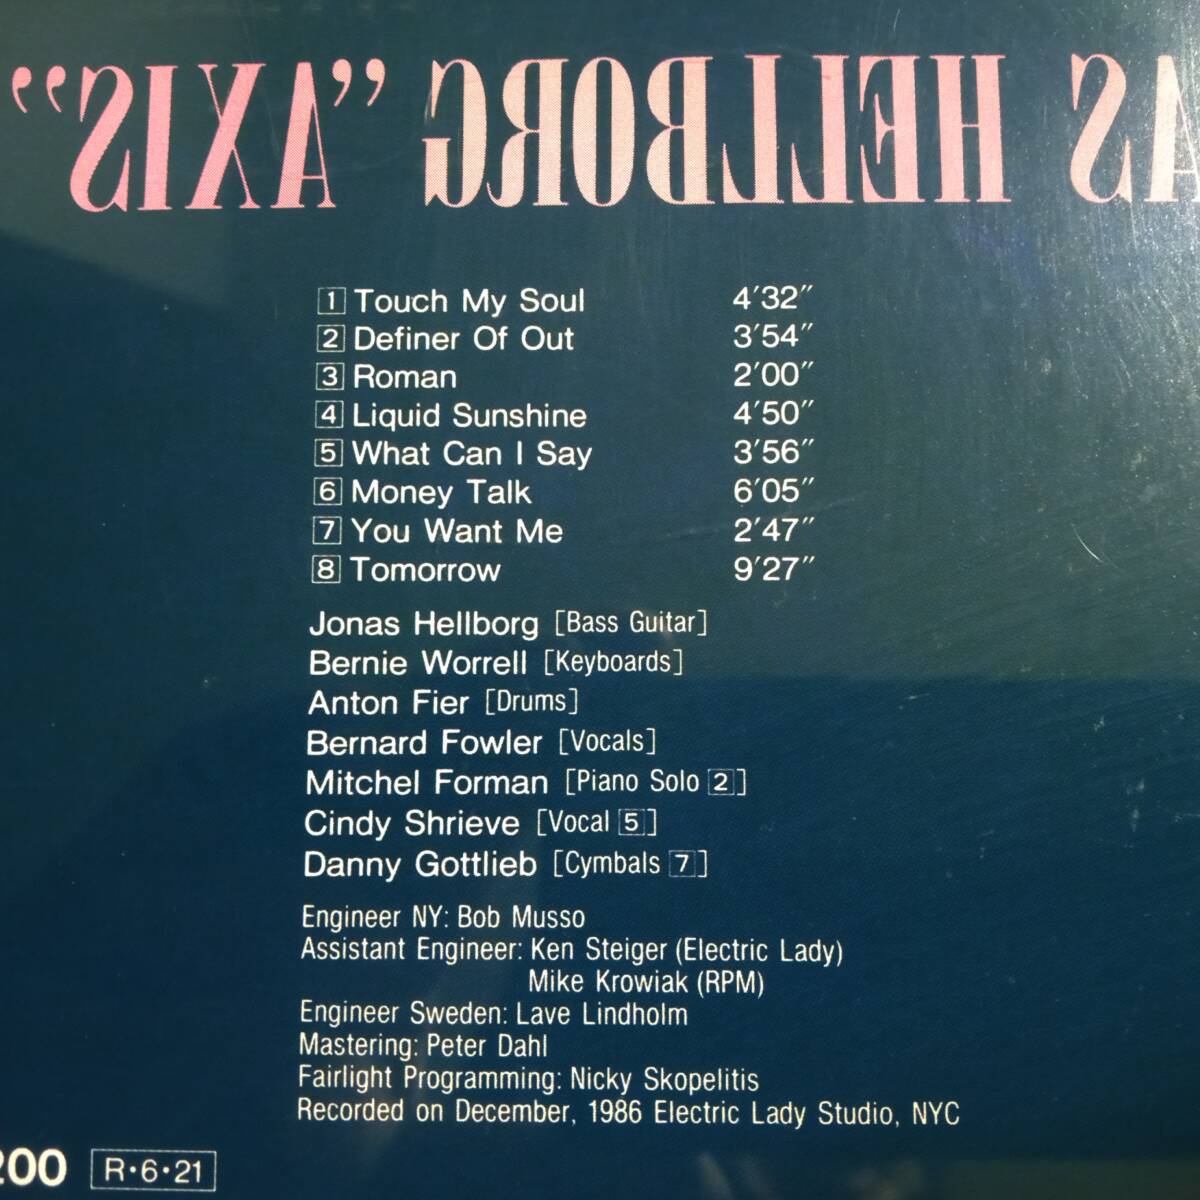 AS HELLBORG "AXIS"
1 Touch My Soul 4'32"
2 Definer Of Out 3'54"
3 Roman 2'00"
4 Liquid Sunshine 4'50"
5 What Can I Say 3'56"
6 Money Talk 6'05"
7 You Want Me 2'47"
8 Tomorrow 9'27"
Jonas Hellborg [Bass Guitar]
Bernie Worrell [Keyboards]
Anton Fier [Drums]
Bernard Fowler [Vocals]
Mitchel Forman [Piano Solo 2]
Cindy Shrieve [Vocal 5]
Danny Gottlieb [Cymbals 7]
Engineer NY: Bob Musso
Assistant Engineer: Ken Steiger (Electric Lady)
Mike Krowiak (RPM)
Engineer Sweden: Lave Lindholm
Mastering: Peter Dahl
Fairlight Programming: Nicky Skopelitis
Recorded on December, 1986 Electric Lady Studio, NYC
200 R·6·21